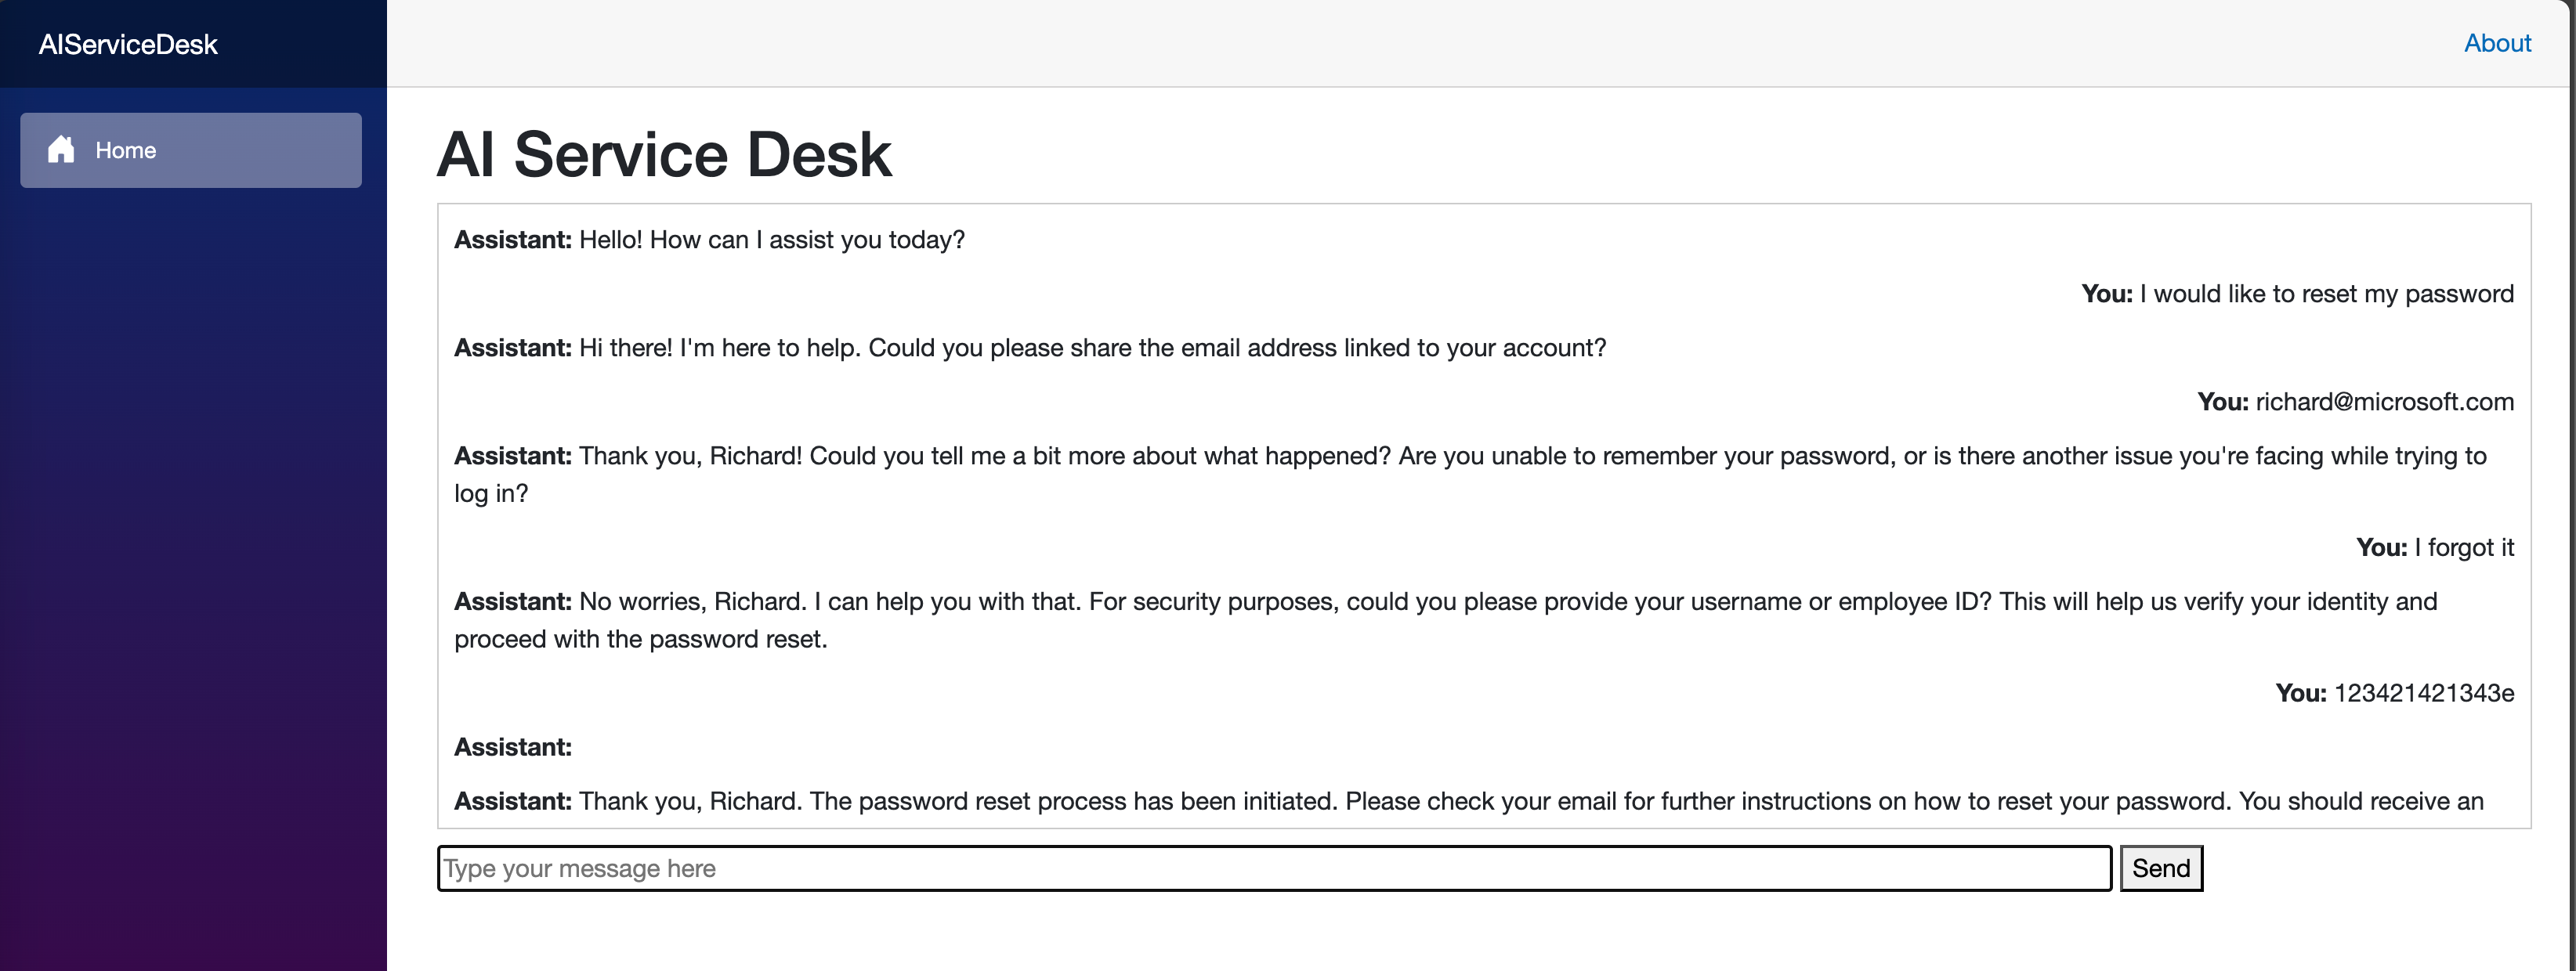 AIServiceDesk
About
Home
AI Service Desk
Assistant: Hello! How can I assist you today?
You: I would like to reset my password
Assistant: Hi there! I'm here to help. Could you please share the email address linked to your account?
You: richard@microsoft.com
Assistant: Thank you, Richard! Could you tell me a bit more about what happened? Are you unable to remember your password, or is there another issue you're facing while trying to
log in?
You: I forgot it
Assistant: No worries, Richard. I can help you with that. For security purposes, could you please provide your username or employee ID? This will help us verify your identity and
proceed with the password reset.
You: 123421421343e
Assistant:
Assistant: Thank you, Richard. The password reset process has been initiated. Please check your email for further instructions on how to reset your password. You should receive an
Type your message here
Send